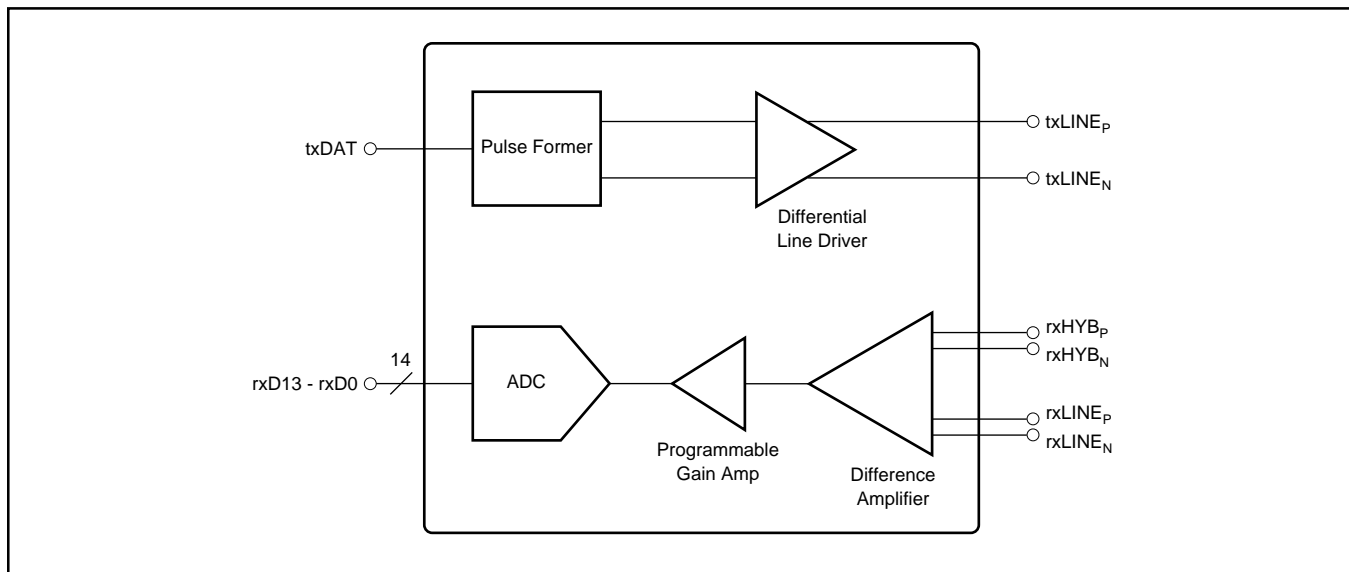 txDAT
Pulse Former
txLINEP
txLINEN
Differential
Line Driver
rxD13 - rxD0
14
ADC
Programmable
Gain Amp
Difference
Amplifier
rxHYBP
rxHYBN
rxLINEP
rxLINEN